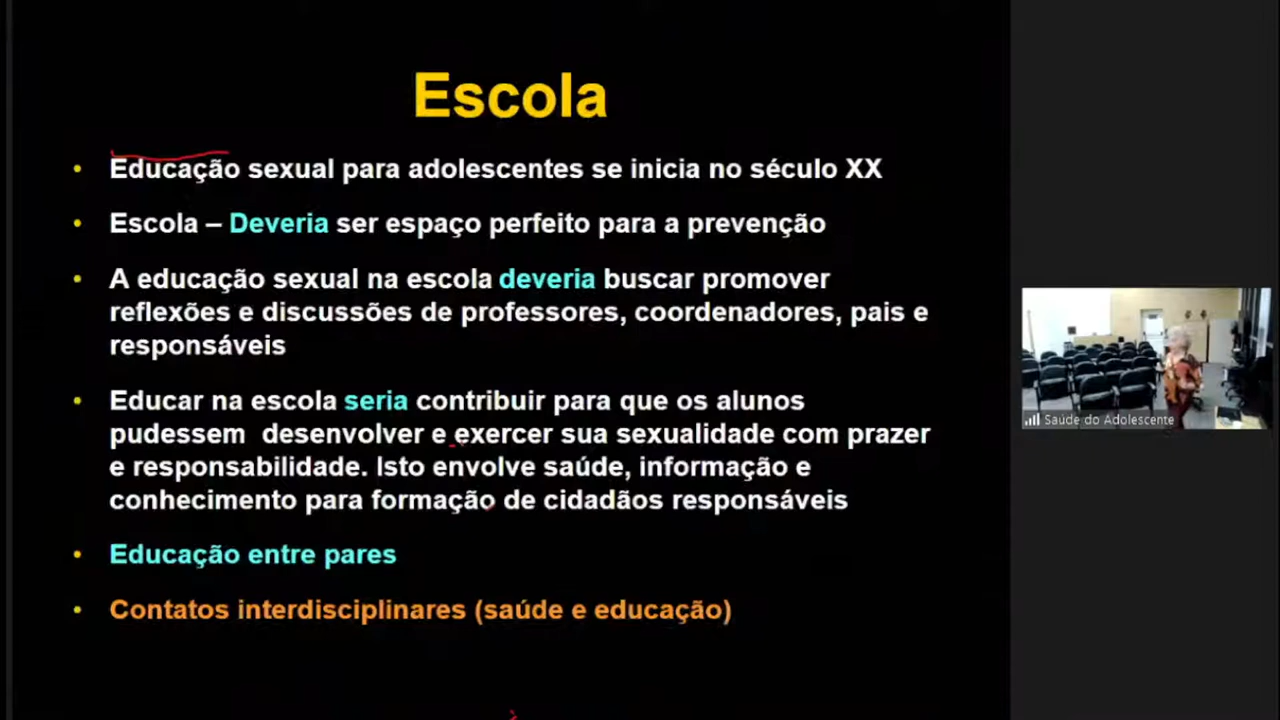 Escola
• Educação sexual para adolescentes se inicia no século XX
• Escola – Deveria ser espaço perfeito para a prevenção
• A educação sexual na escola deveria buscar promover
reflexões e discussões de professores, coordenadores, pais e
responsáveis
• Educar na escola seria contribuir para que os alunos
pudessem desenvolver e exercer sua sexualidade com prazer
e responsabilidade. Isto envolve saúde, informação e
conhecimento para formação de cidadãos responsáveis
• Educação entre pares
• Contatos interdisciplinares (saúde e educação)
Saúde do Adolescente